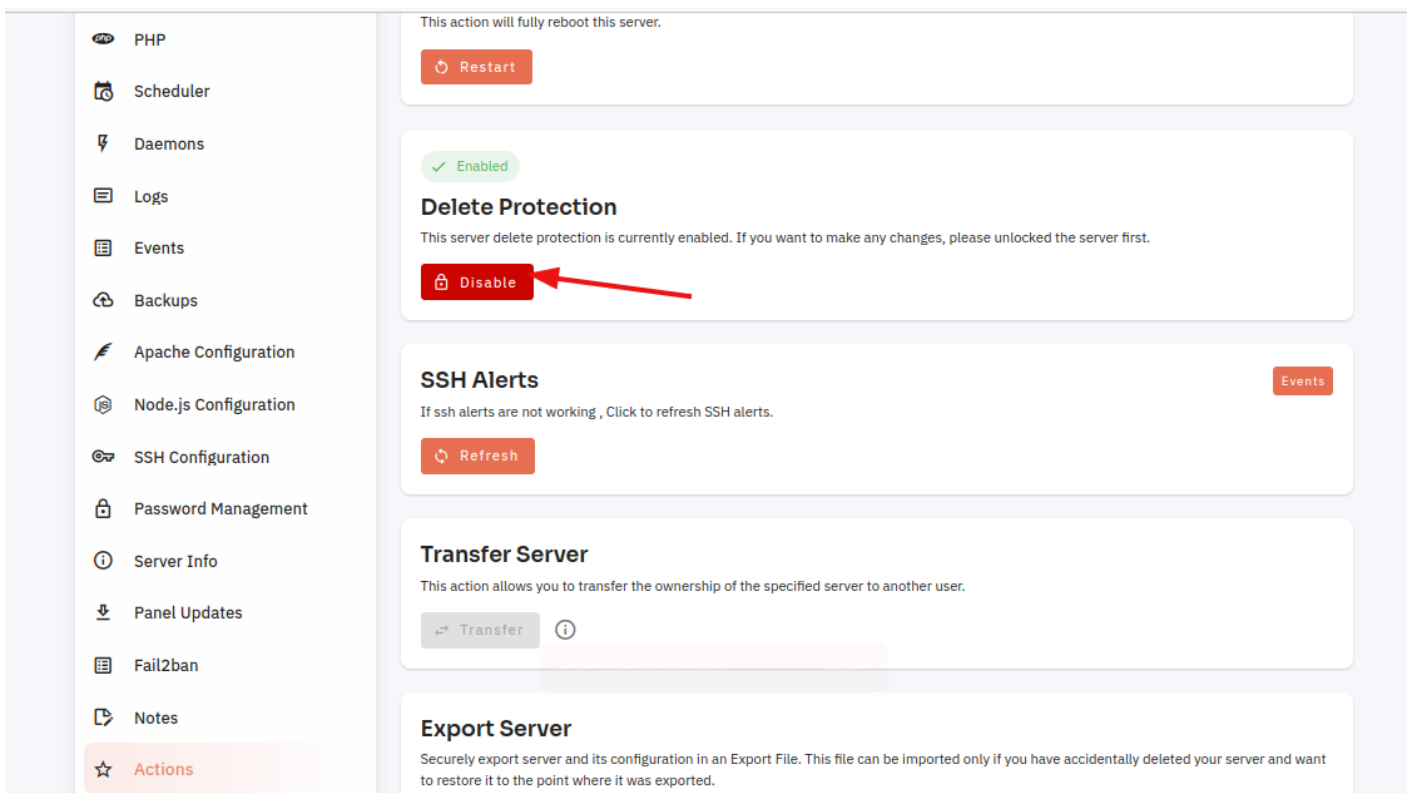 PHP
Scheduler
Daemons
Logs
Events
Backups
Apache Configuration
Node.js Configuration
SSH Configuration
Password Management
Server Info
Panel Updates
Fail2ban
Notes
Actions
This action will fully reboot this server.
Restart
Enabled
Delete Protection
This server delete protection is currently enabled. If you want to make any changes, please unlocked the server first.
Disable
SSH Alerts
Events
If ssh alerts are not working , Click to refresh SSH alerts.
Refresh
Transfer Server
This action allows you to transfer the ownership of the specified server to another user.
Transfer
Export Server
Securely export server and its configuration in an Export File. This file can be imported only if you have accidentally deleted your server and want
to restore it to the point where it was exported.